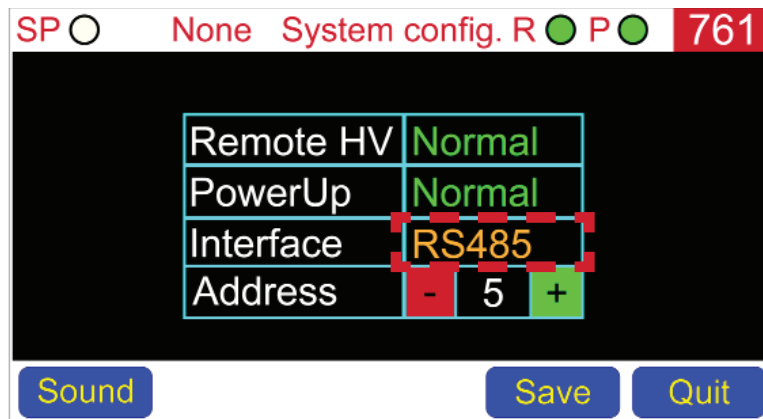 SP None System config. R P 761
Remote HV Normal
PowerUp Normal
Interface RS485
Address - 5 +
Sound Save Quit